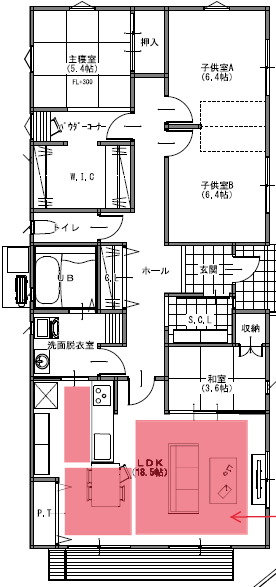 主寝室
(5.4帖)
FL+300
押入
子供室A
(6.4帖)
パウダーコーナー
W.I.C
子供室B
(6.4帖)
トイレ
UB
ホール
玄関
S.C.L
収納
洗面脱衣室
和室
(3.6帖)
LDK
(18.5帖)
P.T